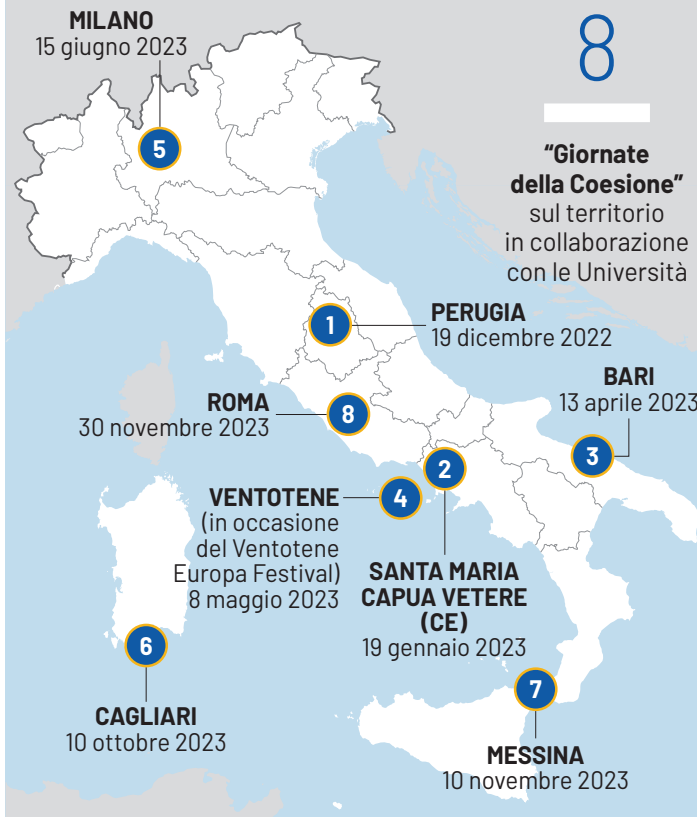 MILANO
15 giugno 2023
5
8
"Giornate
della Coesione"
sul territorio
in collaborazione
con le Università
1
PERUGIA
19 dicembre 2022
BARI
13 aprile 2023
3
ROMA
30 novembre 2023
8
2
VENTOTENE
(in occasione
del Ventotene
Europa Festival)
8 maggio 2023
4
SANTA MARIA
CAPUA VETERE
(CE)
19 gennaio 2023
6
CAGLIARI
10 ottobre 2023
7
MESSINA
10 novembre 2023